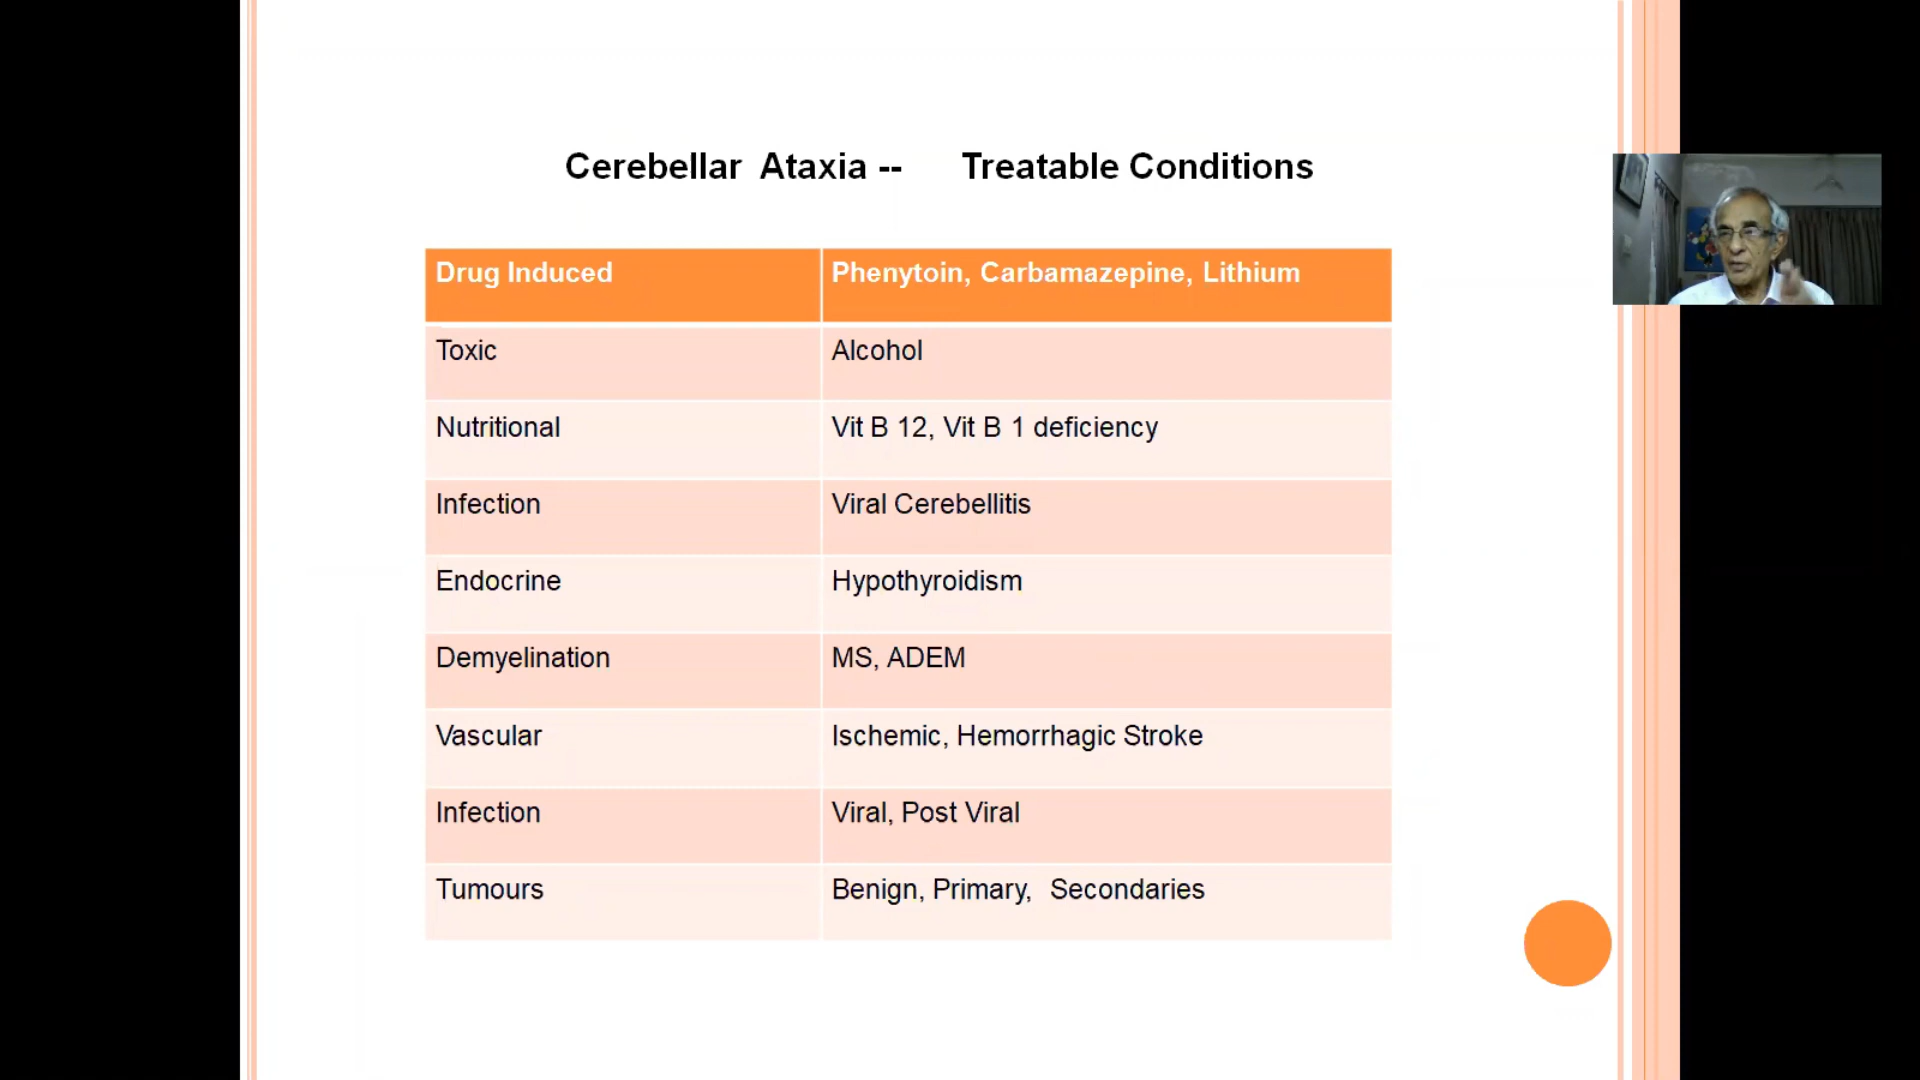 Cerebellar Ataxia -- Treatable Conditions
Drug Induced Phenytoin, Carbamazepine, Lithium
Toxic Alcohol
Nutritional Vit B 12, Vit B 1 deficiency
Infection Viral Cerebellitis
Endocrine Hypothyroidism
Demyelination MS, ADEM
Vascular Ischemic, Hemorrhagic Stroke
Infection Viral, Post Viral
Tumours Benign, Primary, Secondaries